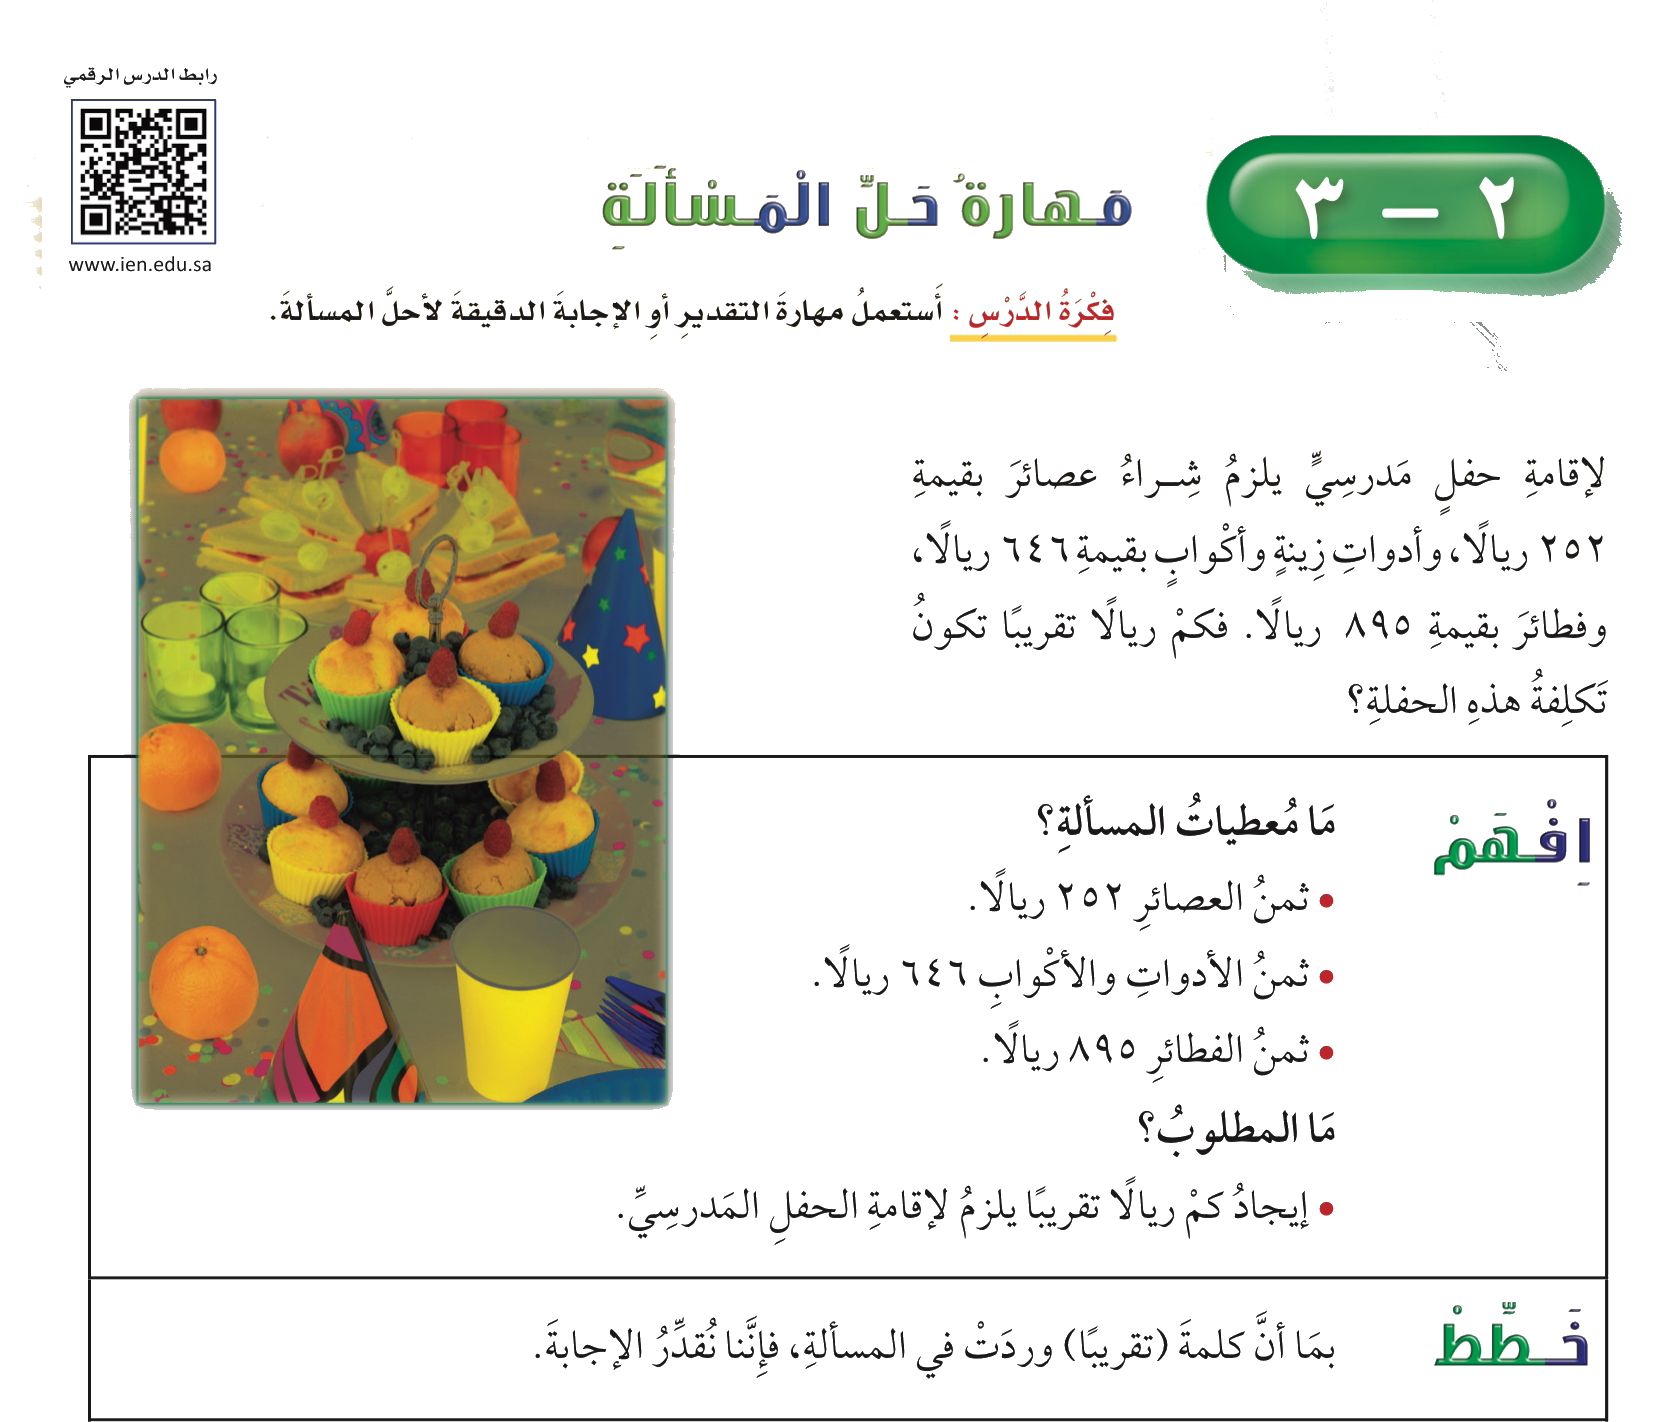 رابط الدرس الرقمي
www.ien.edu.sa
٢ – ٣
مَهارةُ حَلِّ الْمَسْأَلَةِ
فِكْرَةُ الدَّرْسِ : أَستعملُ مهارةَ التقديرِ أوِ الإجابةَ الدقيقةَ لأحلَّ المسألةَ.
لإقامةِ حفلٍ مَدرسِيٍّ يلزمُ شِراءُ عصائرَ بقيمةِ
٢٥٢ ريالًا، وأدواتِ زِينةٍ وأكْوابٍ بقيمةِ ٦٤٦ ريالًا،
وفطائرَ بقيمةِ ٨٩٥ ريالًا. فكمْ ريالًا تقريبًا تكونُ
تَكلِفةُ هذهِ الحفلةِ؟
اِفْهَمْ
مَا مُعطياتُ المسألةِ؟
• ثمنُ العصائرِ ٢٥٢ ريالًا.
• ثمنُ الأدواتِ والأكْوابِ ٦٤٦ ريالًا.
• ثمنُ الفطائرِ ٨٩٥ ريالًا.
مَا المطلوبُ؟
• إيجادُ كمْ ريالًا تقريبًا يلزمُ لإقامةِ الحفلِ المَدرسِيِّ.
خَطِّطْ
بمَا أنَّ كلمةَ (تقريبًا) وردَتْ في المسألةِ، فإنَّنا نُقدِّرُ الإجابةَ.